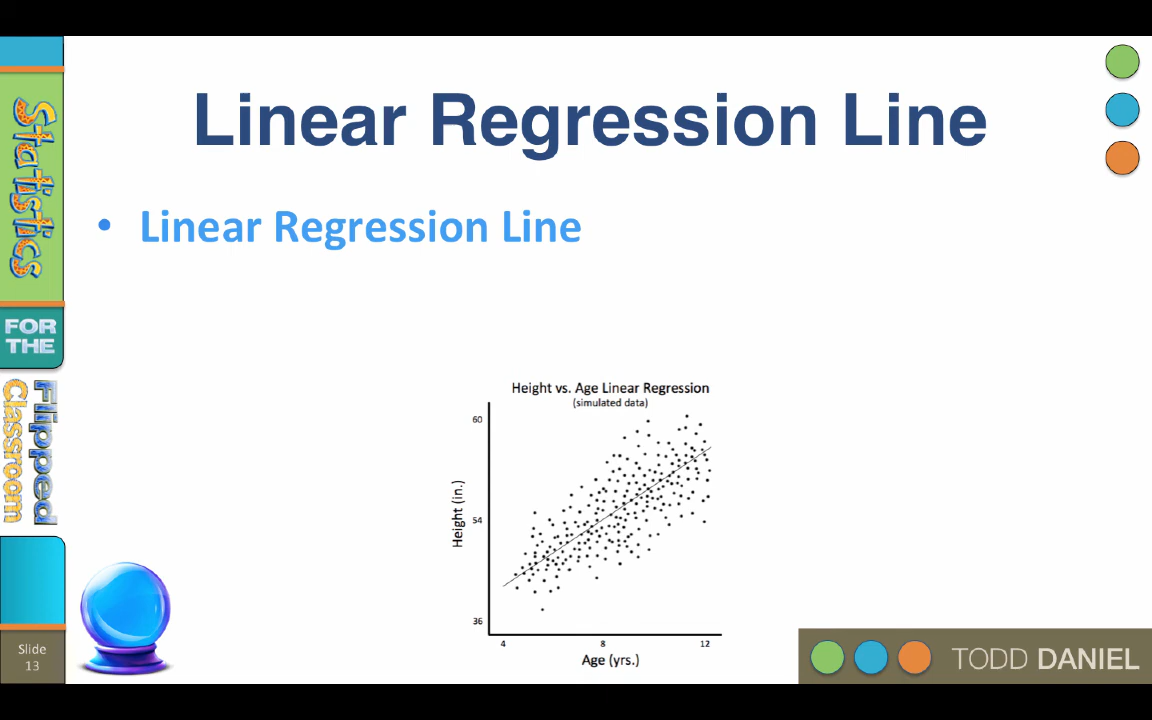 Linear Regression Line
• Linear Regression Line
Statistics
FOR
THE
Flipped
Classroom
Height vs. Age Linear Regression
(simulated data)
60
54
36
Height (in.)
4 8 12
Age (yrs.)
Slide
13
TODD DANIEL